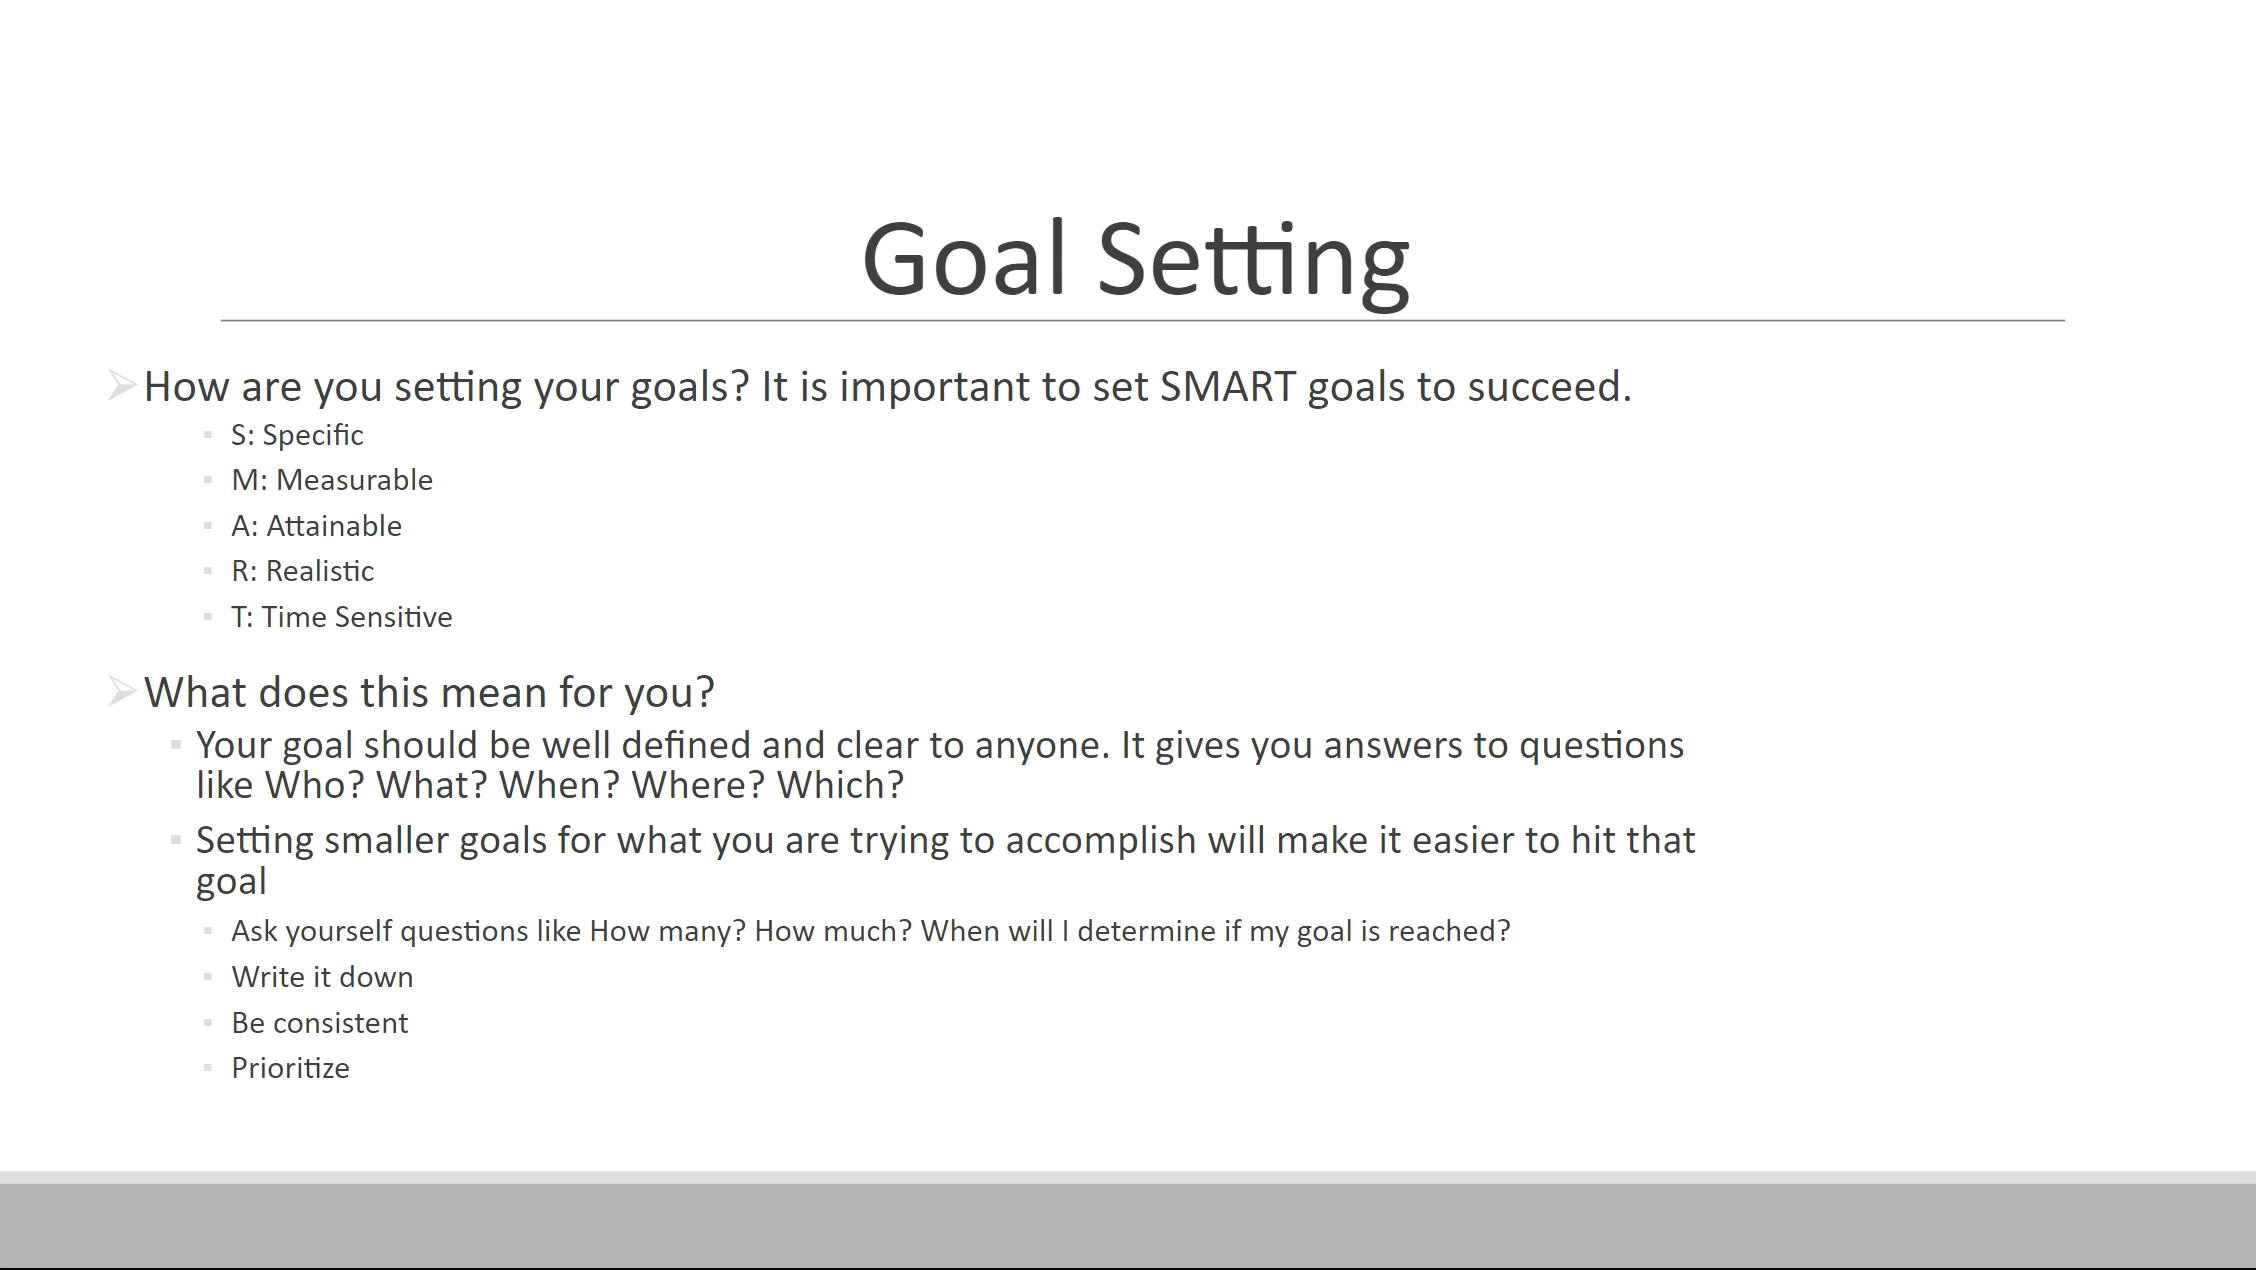 Goal Setting
How are you setting your goals? It is important to set SMART goals to succeed.
S: Specific
M: Measurable
A: Attainable
R: Realistic
T: Time Sensitive
What does this mean for you?
Your goal should be well defined and clear to anyone. It gives you answers to questions
like Who? What? When? Where? Which?
Setting smaller goals for what you are trying to accomplish will make it easier to hit that
goal
Ask yourself questions like How many? How much? When will I determine if my goal is reached?
Write it down
Be consistent
Prioritize